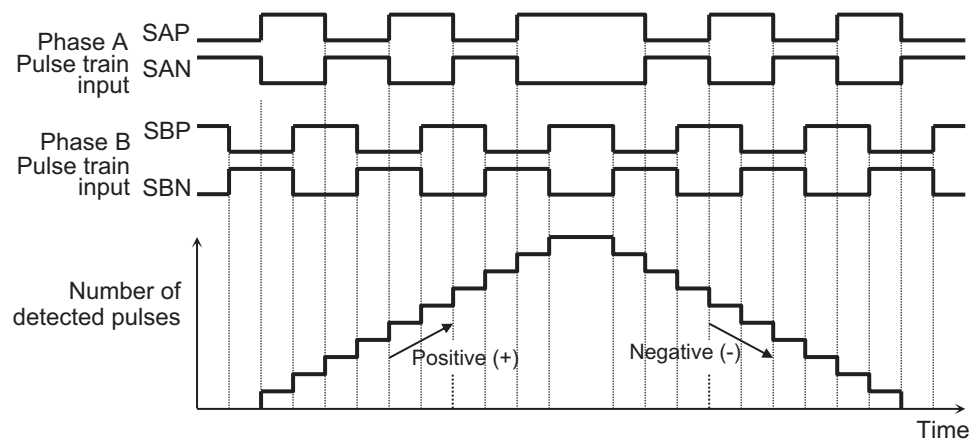 Phase A
Pulse train
input
SAP
SAN
Phase B
Pulse train
input
SBP
SBN
Number of
detected pulses
Positive (+)
Negative (-)
Time